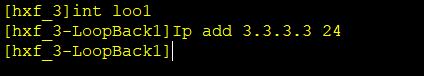 [hxf_3]int loo1
[hxf_3-LoopBack1]Ip add 3.3.3.3 24
[hxf_3-LoopBack1]